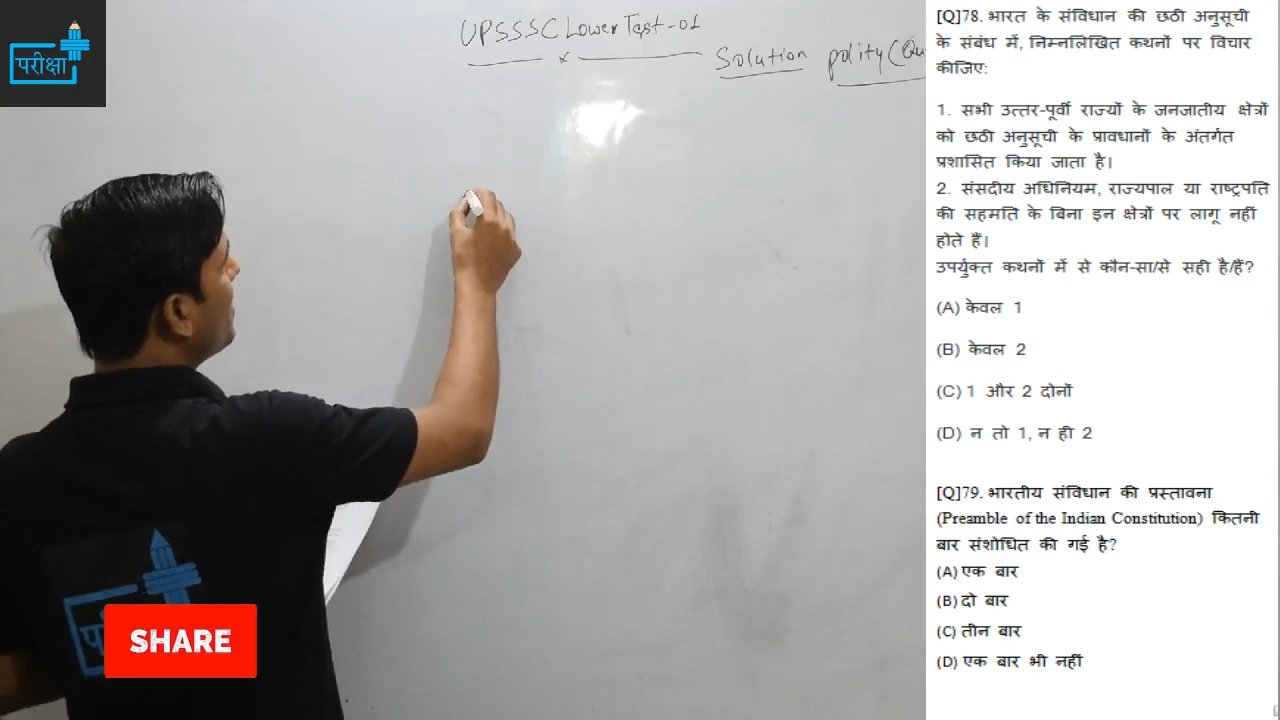 परीक्षा
UPSSSC Lower Test-01
Solution polity (Qu
[Q]78. भारत के संविधान की छठी अनुसूची
के संबंध में, निम्नलिखित कथनों पर विचार
कीजिए:
1. सभी उत्तर-पूर्वी राज्यों के जनजातीय क्षेत्रों
को छठी अनुसूची के प्रावधानों के अंतर्गत
प्रशासित किया जाता है।
2. संसदीय अधिनियम, राज्यपाल या राष्ट्रपति
की सहमति के बिना इन क्षेत्रों पर लागू नहीं
होते हैं।
उपर्युक्त कथनों में से कौन-सा/से सही है/हैं?
(A) केवल 1
(B) केवल 2
(C) 1 और 2 दोनों
(D) न तो 1, न ही 2
[Q]79. भारतीय संविधान की प्रस्तावना
(Preamble of the Indian Constitution) कितनी
बार संशोधित की गई है?
(A) एक बार
(B) दो बार
(C) तीन बार
(D) एक बार भी नहीं
SHARE